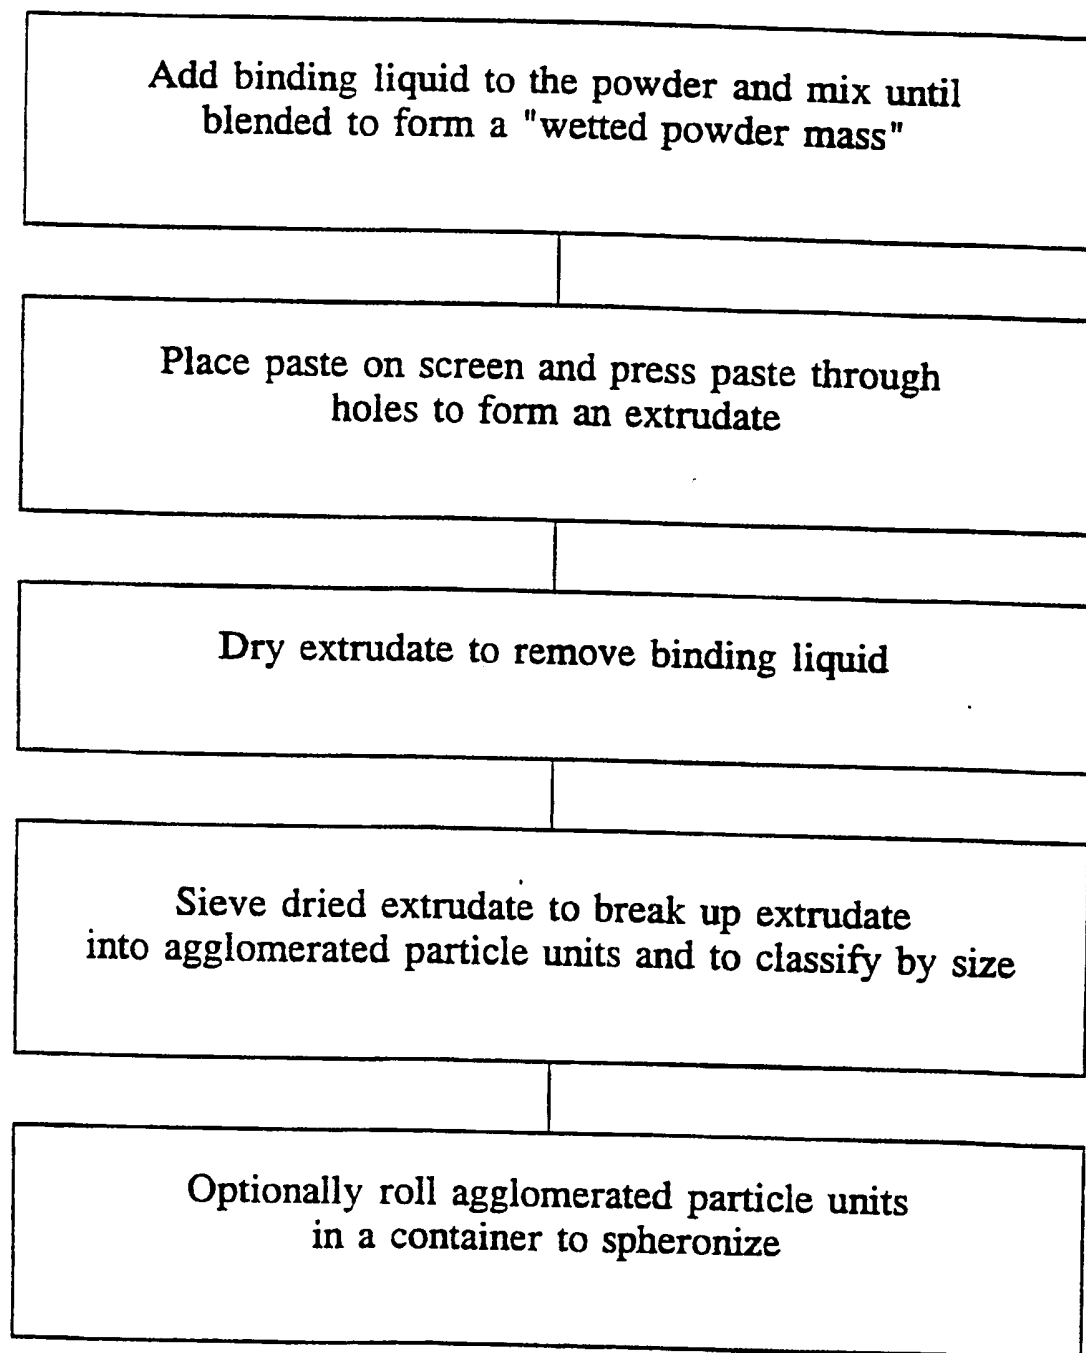 Add binding liquid to the powder and mix until
blended to form a "wetted powder mass"
Place paste on screen and press paste through
holes to form an extrudate
Dry extrudate to remove binding liquid
Sieve dried extrudate to break up extrudate
into agglomerated particle units and to classify by size
Optionally roll agglomerated particle units
in a container to spheronize